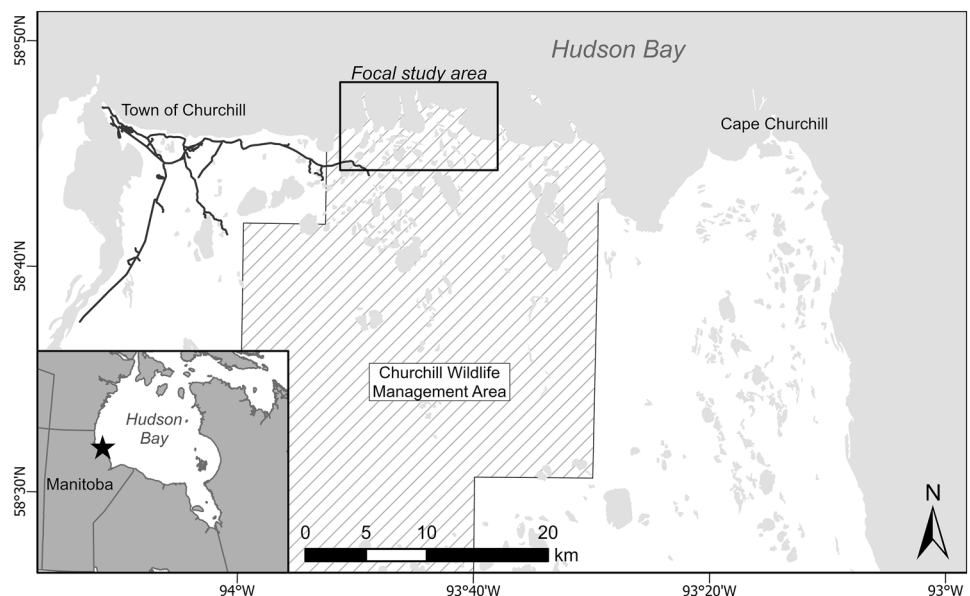 58°50'N
Hudson Bay
Focal study area
Town of Churchill
Cape Churchill
58°40'N
Churchill Wildlife
Management Area
Hudson
Bay
Manitoba
58°30'N
0 5 10 20
km
N
94°W 93°40'W 93°20'W 93°W